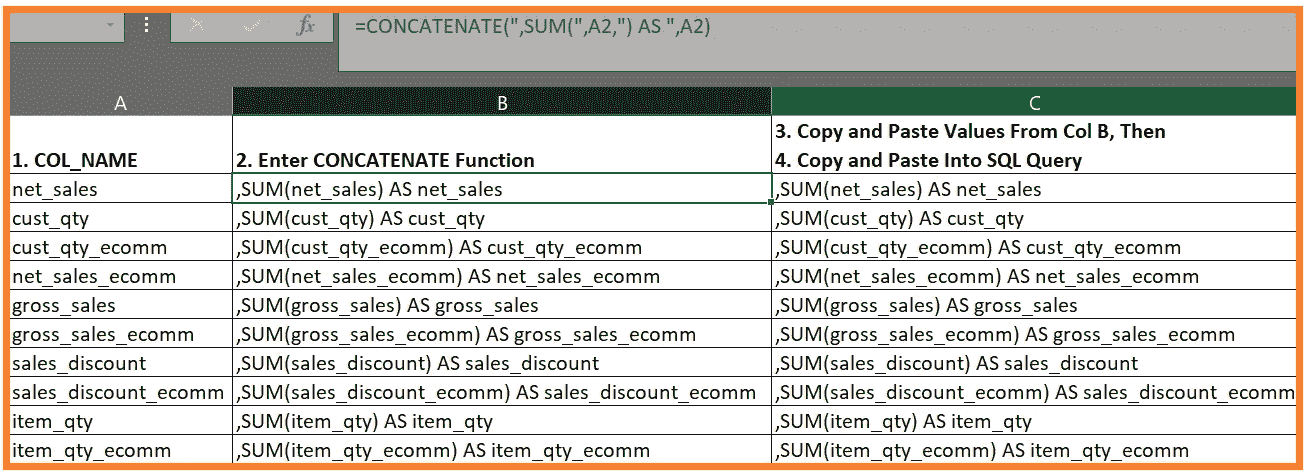 fx =CONCATENATE(",SUM(",A2,") AS ",A2)
A B C
3. Copy and Paste Values From Col B, Then
1. COL_NAME 2. Enter CONCATENATE Function 4. Copy and Paste Into SQL Query
net_sales ,SUM(net_sales) AS net_sales ,SUM(net_sales) AS net_sales
cust_qty ,SUM(cust_qty) AS cust_qty ,SUM(cust_qty) AS cust_qty
cust_qty_ecomm ,SUM(cust_qty_ecomm) AS cust_qty_ecomm ,SUM(cust_qty_ecomm) AS cust_qty_ecomm
net_sales_ecomm ,SUM(net_sales_ecomm) AS net_sales_ecomm ,SUM(net_sales_ecomm) AS net_sales_ecomm
gross_sales ,SUM(gross_sales) AS gross_sales ,SUM(gross_sales) AS gross_sales
gross_sales_ecomm ,SUM(gross_sales_ecomm) AS gross_sales_ecomm ,SUM(gross_sales_ecomm) AS gross_sales_ecomm
sales_discount ,SUM(sales_discount) AS sales_discount ,SUM(sales_discount) AS sales_discount
sales_discount_ecomm ,SUM(sales_discount_ecomm) AS sales_discount_ecomm ,SUM(sales_discount_ecomm) AS sales_discount_ecomm
item_qty ,SUM(item_qty) AS item_qty ,SUM(item_qty) AS item_qty
item_qty_ecomm ,SUM(item_qty_ecomm) AS item_qty_ecomm ,SUM(item_qty_ecomm) AS item_qty_ecomm